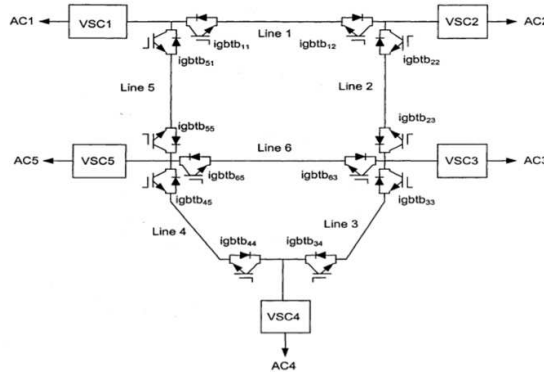 AC1 VSC1 VSC2 AC2
Line 1
igbtb11 igbtb12
igbtb51 igbtb22
Line 5 Line 2
igbtb55 igbtb23
Line 6
AC5 VSC5 VSC3 AC3
igbtb65 igbtb63
igbtb45 igbtb33
Line 4 Line 3
igbtb44 igbtb34
VSC4
AC4